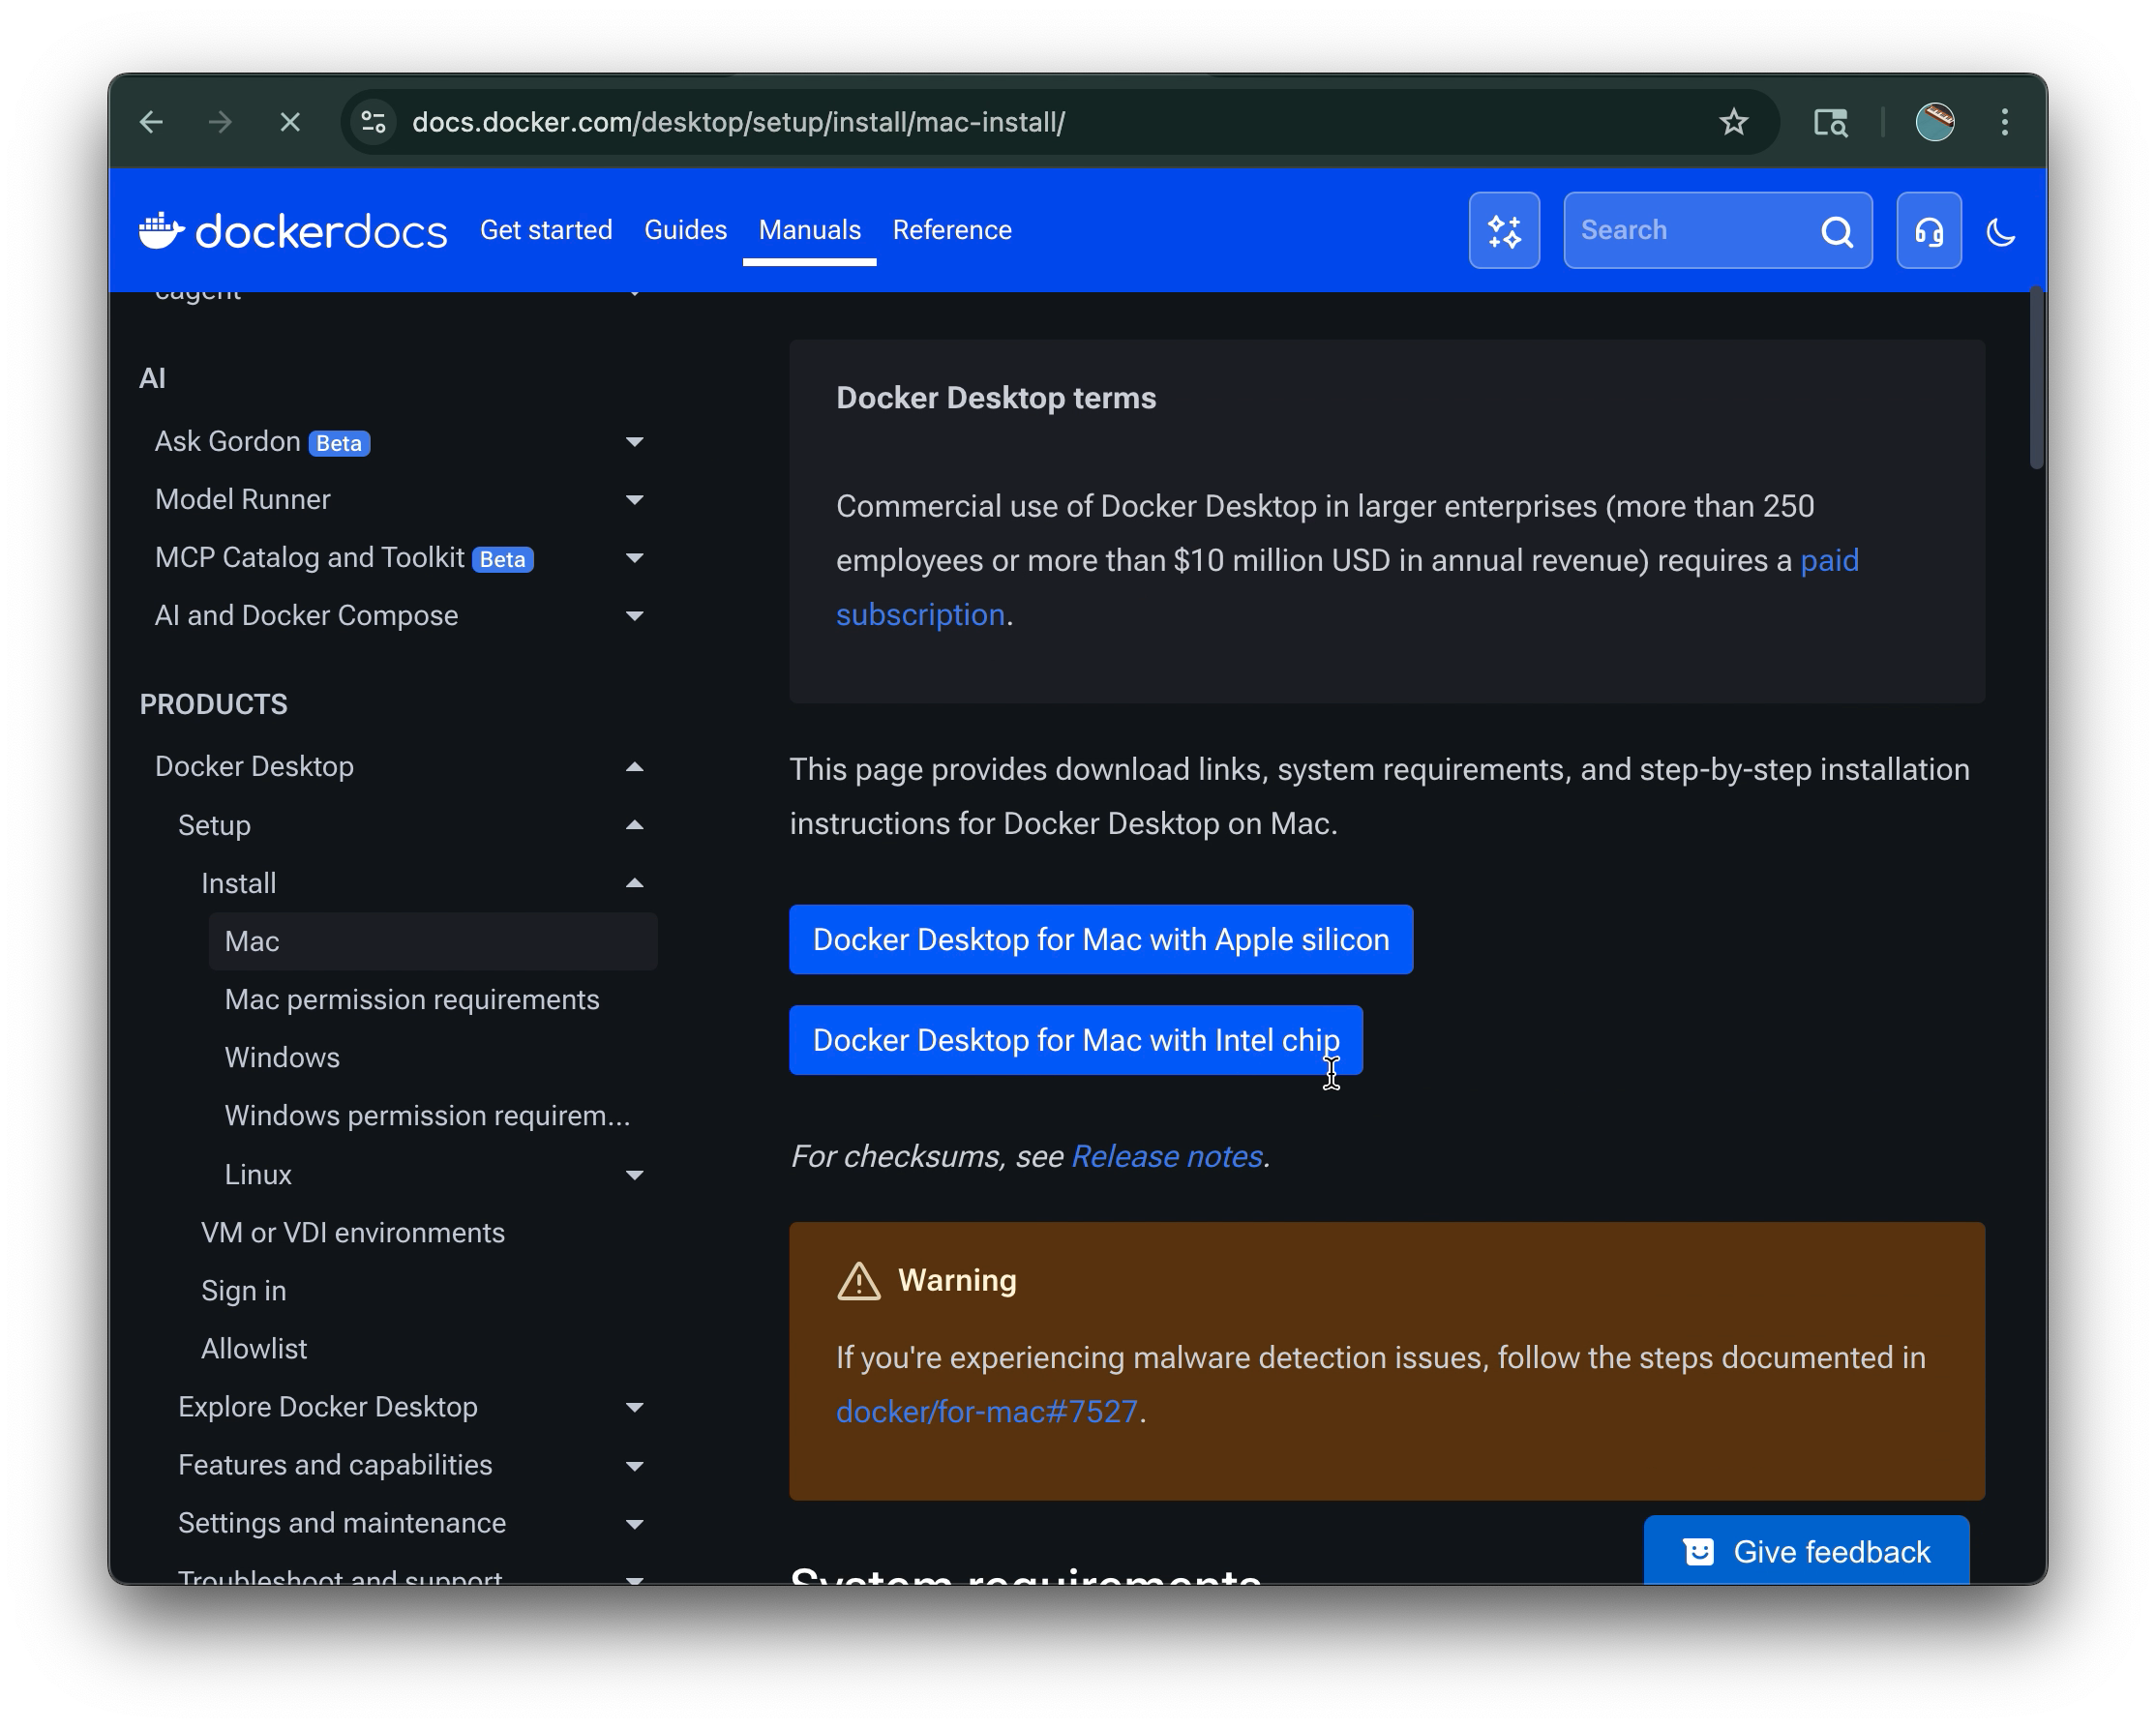 docs.docker.com/desktop/setup/install/mac-install/
dockerdocs
Get started
Guides
Manuals
Reference
Search
cagent
AI
Ask Gordon Beta
Model Runner
MCP Catalog and Toolkit Beta
AI and Docker Compose
PRODUCTS
Docker Desktop
Setup
Install
Mac
Mac permission requirements
Windows
Windows permission requirem...
Linux
VM or VDI environments
Sign in
Allowlist
Explore Docker Desktop
Features and capabilities
Settings and maintenance
Troubleshoot and support
Docker Desktop terms
Commercial use of Docker Desktop in larger enterprises (more than 250
employees or more than $10 million USD in annual revenue) requires a paid
subscription.
This page provides download links, system requirements, and step-by-step installation
instructions for Docker Desktop on Mac.
Docker Desktop for Mac with Apple silicon
Docker Desktop for Mac with Intel chip
For checksums, see Release notes.
Warning
If you're experiencing malware detection issues, follow the steps documented in
docker/for-mac#7527.
System requirements
Give feedback